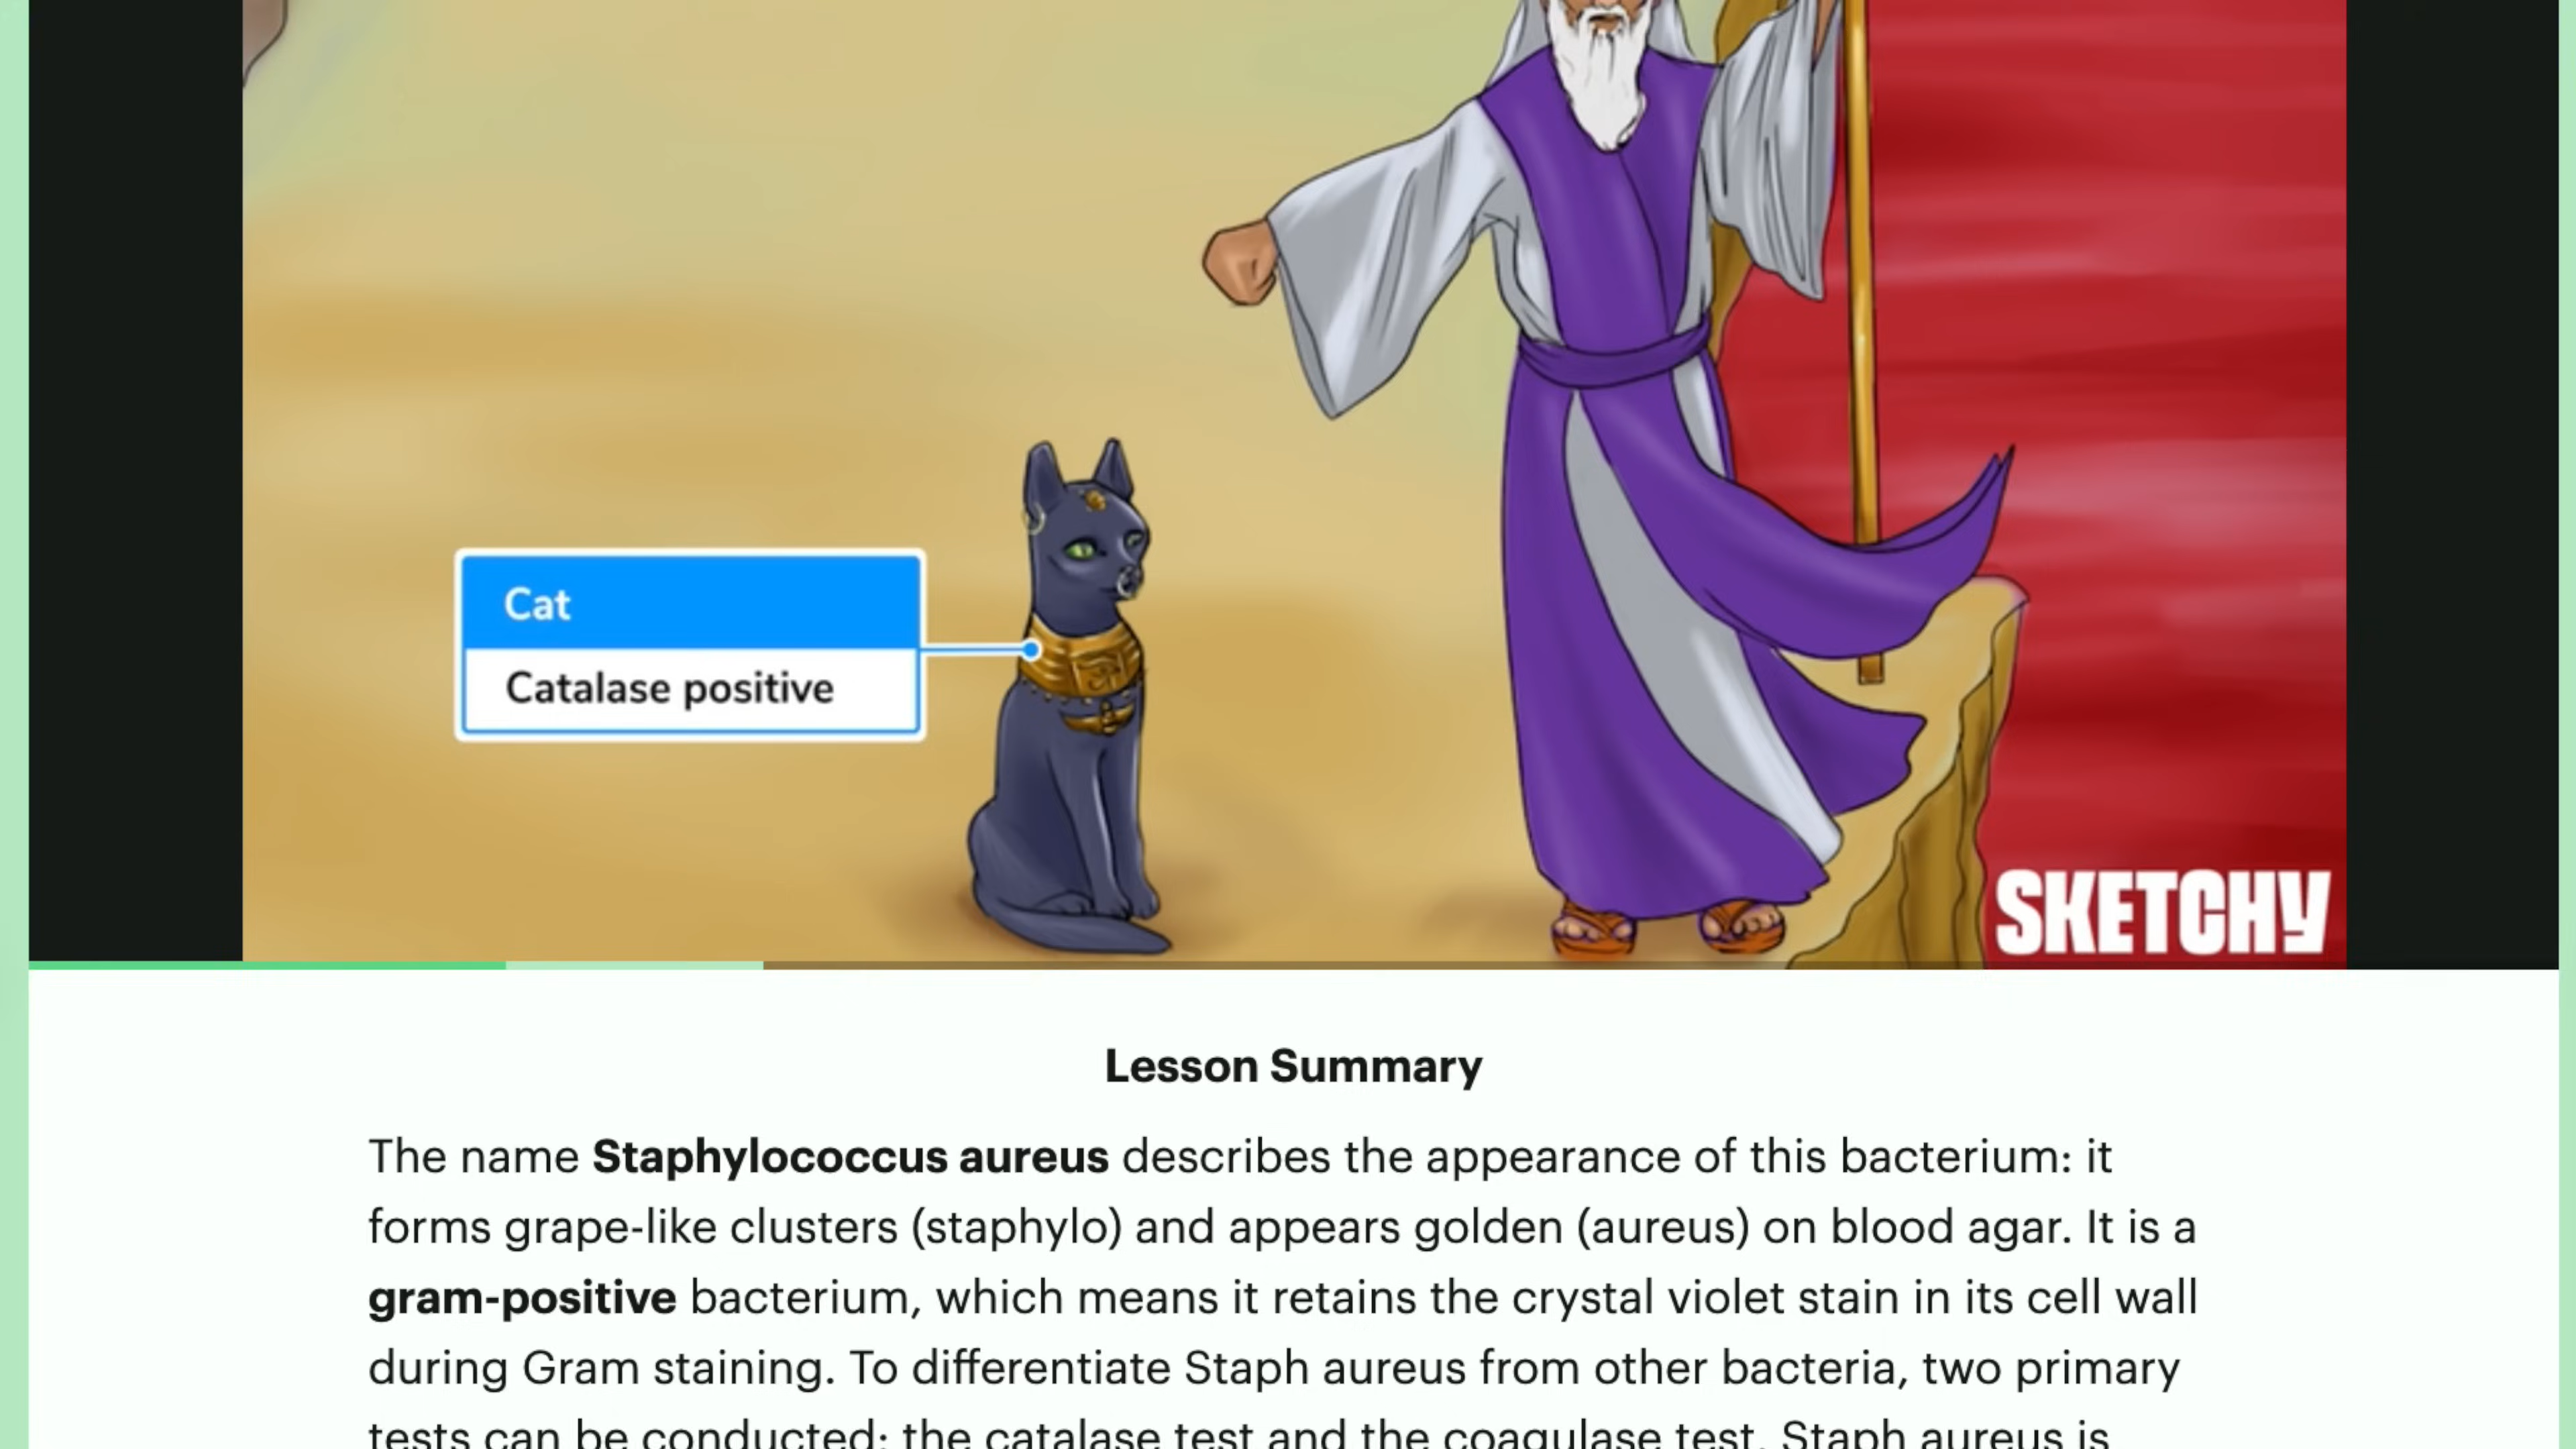 Cat
Catalase positive
SKETCHY
Lesson Summary
The name Staphylococcus aureus describes the appearance of this bacterium: it
forms grape-like clusters (staphylo) and appears golden (aureus) on blood agar. It is a
gram-positive bacterium, which means it retains the crystal violet stain in its cell wall
during Gram staining. To differentiate Staph aureus from other bacteria, two primary
tests can be conducted: the catalase test and the coagulase test. Staph aureus is